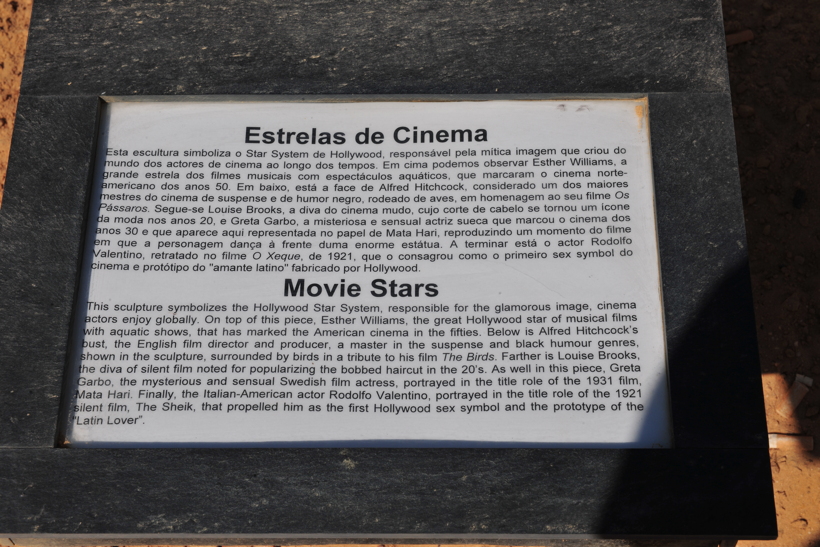 Estrelas de Cinema
Esta escultura simboliza o Star System de Hollywood, responsável pela mítica imagem que criou do
mundo dos actores de cinema ao longo dos tempos. Em cima podemos observar Esther Williams, a
grande estrela dos filmes musicais com espectáculos aquáticos, que marcaram o cinema norte-
americano dos anos 50. Em baixo, está a face de Alfred Hitchcock, considerado um dos maiores
mestres do cinema de suspense e de humor negro, rodeado de aves, em homenagem ao seu filme Os
Pássaros. Segue-se Louise Brooks, a diva do cinema mudo, cujo corte de cabelo se tornou um ícone
da moda nos anos 20, e Greta Garbo, a misteriosa e sensual actriz sueca que marcou o cinema dos
anos 30 e que aparece aqui representada no papel de Mata Hari, reproduzindo um momento do filme
em que a personagem dança à frente duma enorme estátua. A terminar está o actor Rodolfo
Valentino, retratado no filme O Xeque, de 1921, que o consagrou como o primeiro sex symbol do
cinema e protótipo do "amante latino" fabricado por Hollywood.
Movie Stars
This sculpture symbolizes the Hollywood Star System, responsible for the glamorous image, cinema
actors enjoy globally. On top of this piece, Esther Williams, the great Hollywood star of musical films
with aquatic shows, that has marked the American cinema in the fifties. Below is Alfred Hitchcock's
bust, the English film director and producer, a master in the suspense and black humour genres,
shown in the sculpture, surrounded by birds in a tribute to his film The Birds. Farther is Louise Brooks,
the diva of silent film noted for popularizing the bobbed haircut in the 20's. As well in this piece, Greta
Garbo, the mysterious and sensual Swedish film actress, portrayed in the title role of the 1931 film,
Mata Hari. Finally, the Italian-American actor Rodolfo Valentino, portrayed in the title role of the 1921
silent film, The Sheik, that propelled him as the first Hollywood sex symbol and the prototype of the
"Latin Lover".